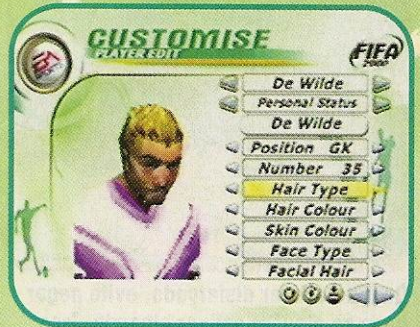 CUSTOMISE
PLAYER EDIT
EA
FIFA
2000
De Wilde
Personal Status
De Wilde
Position GK
Number 35
Hair Type
Hair Colour
Skin Colour
Face Type
Facial Hair